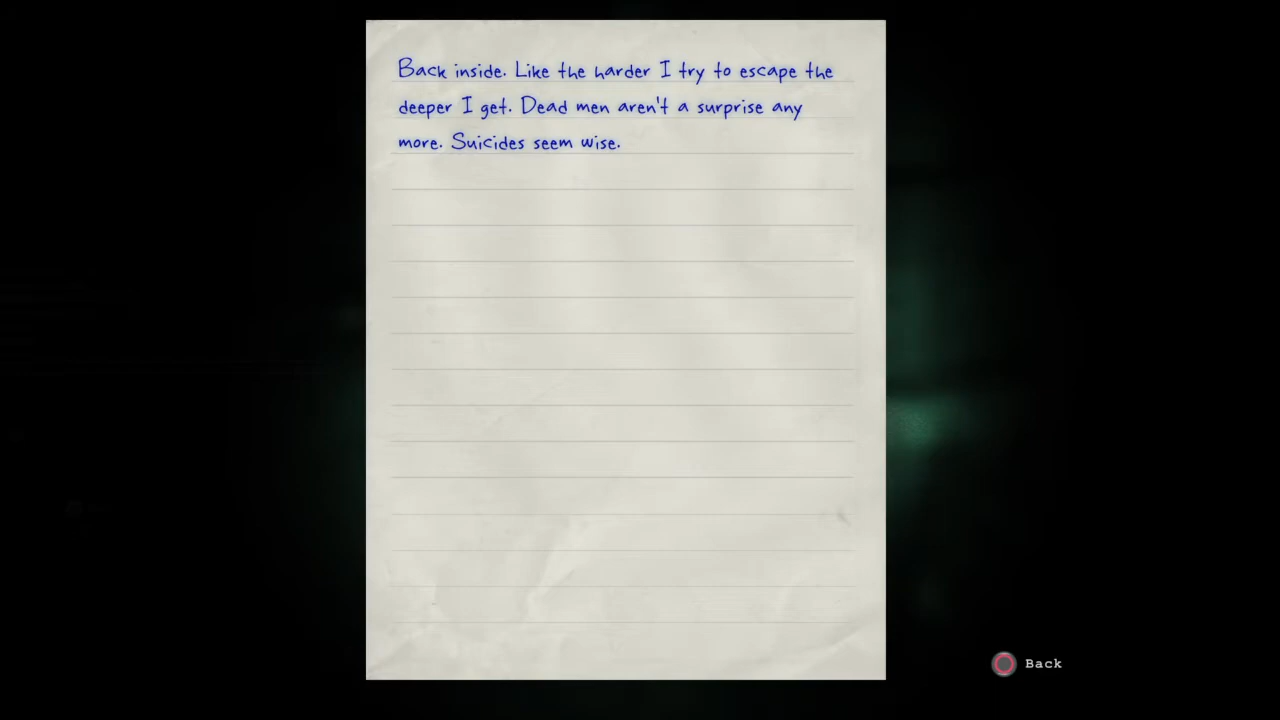 Back inside. Like the harder I try to escape the
deeper I get. Dead men aren't a surprise any
more. Suicides seem wise.
Back